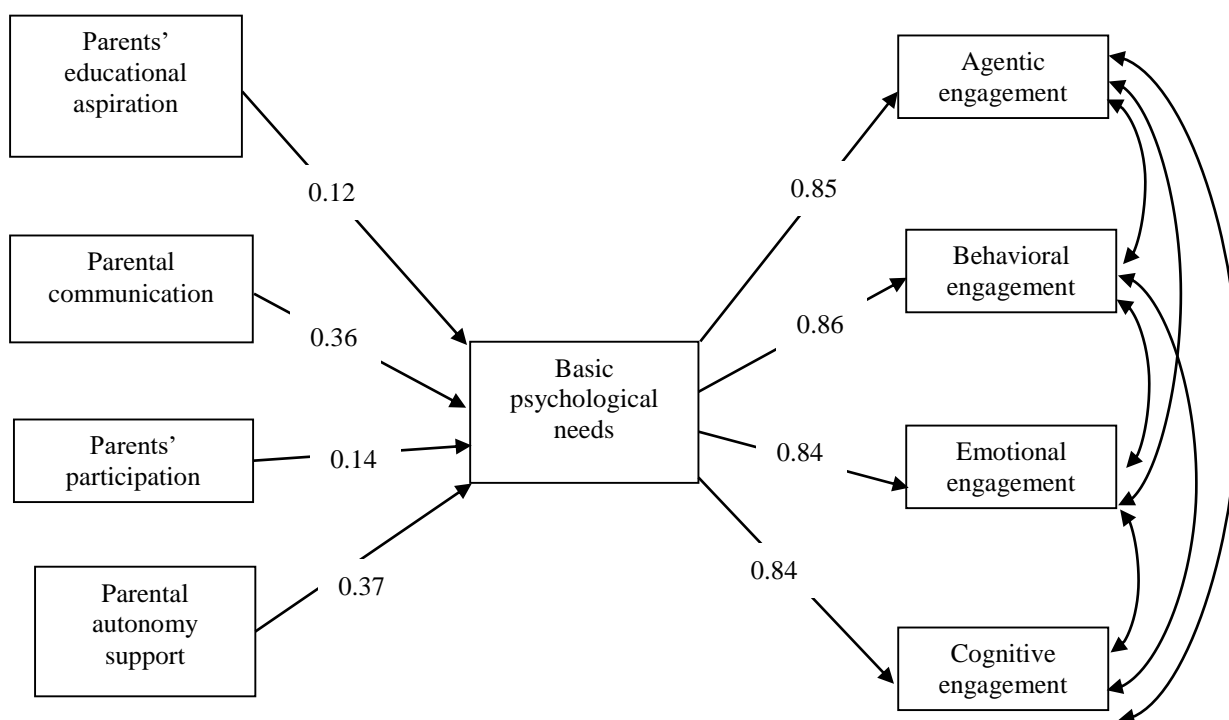 Parents’
educational
aspiration
0.12
Parental
communication
0.36
Parents’
participation
0.14
Parental
autonomy
support
0.37
Basic
psychological
needs
0.85
0.86
0.84
0.84
Agentic
engagement
Behavioral
engagement
Emotional
engagement
Cognitive
engagement